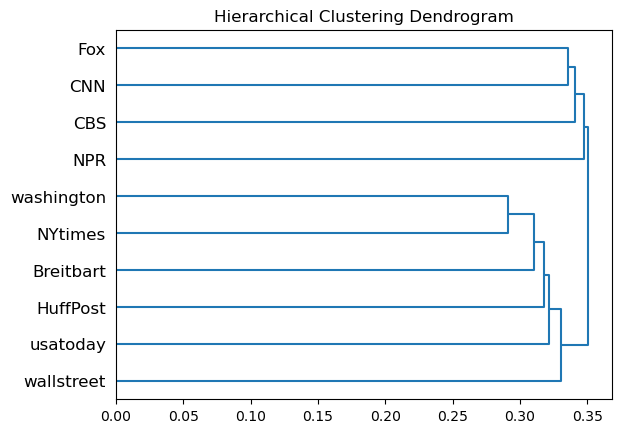 Hierarchical Clustering Dendrogram
Fox
CNN
CBS
NPR
washington
NYtimes
Breitbart
HuffPost
usatoday
wallstreet
0.00 0.05 0.10 0.15 0.20 0.25 0.30 0.35